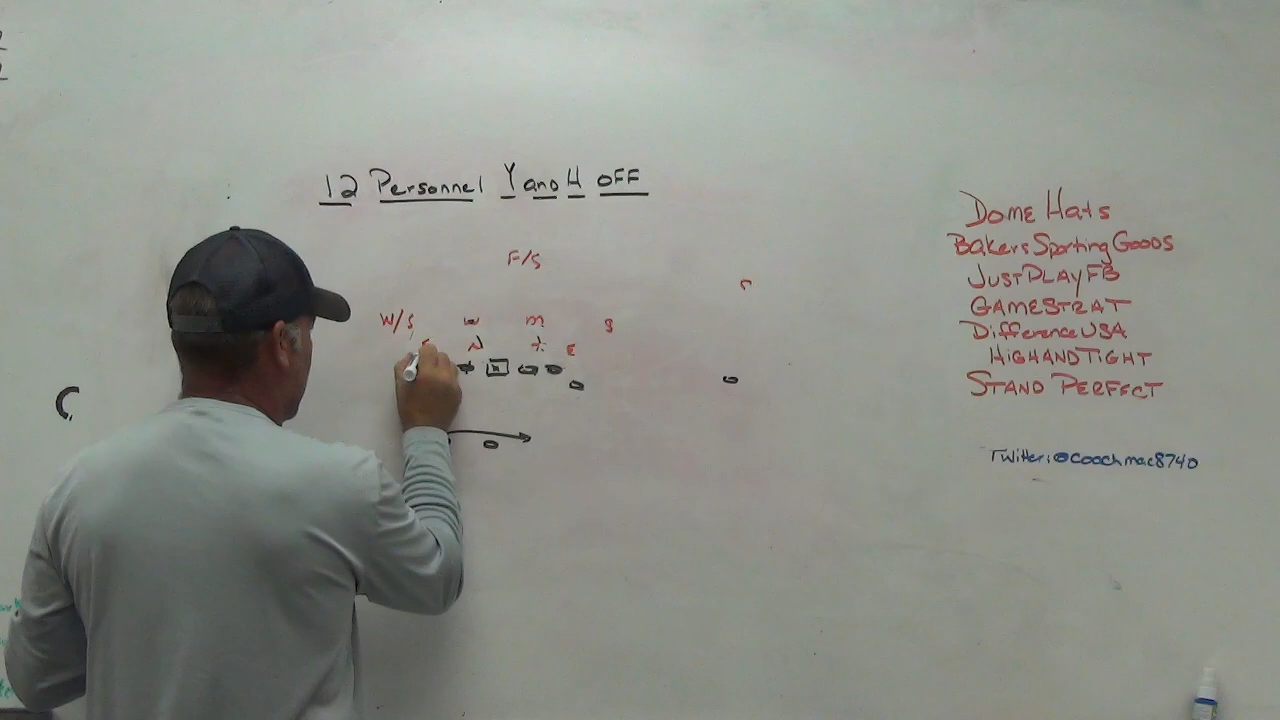 12 Personnel Y and H OFF
F/S
C
W/S w m S
N t E
C
Dome Hats
Bakers Sporting Goods
JUSTPLAYFB
GAMESTRAT
DifferenceUSA
HIGHANDTIGHT
STAND PERFECT
Twitter:@coachmac8740